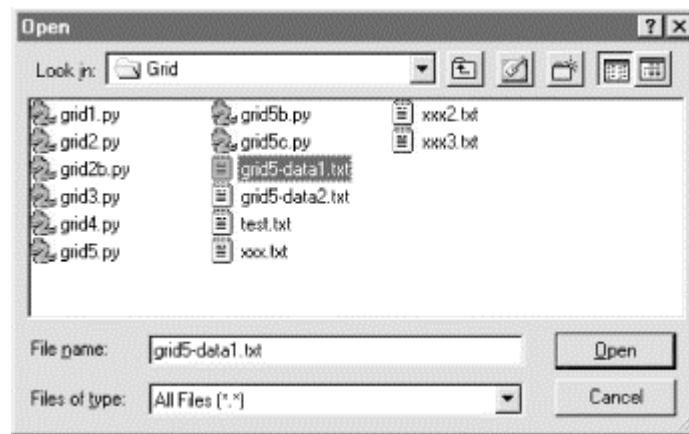 Open
Look in: Grid
grid1.py
grid2.py
grid2b.py
grid3.py
grid4.py
grid5.py
grid5b.py
grid5c.py
grid5-data1.txt
grid5-data2.txt
test.txt
xxx.txt
xxx2.txt
xxx3.txt
File name: grid5-data1.txt Open
Files of type: All Files (*.*) Cancel